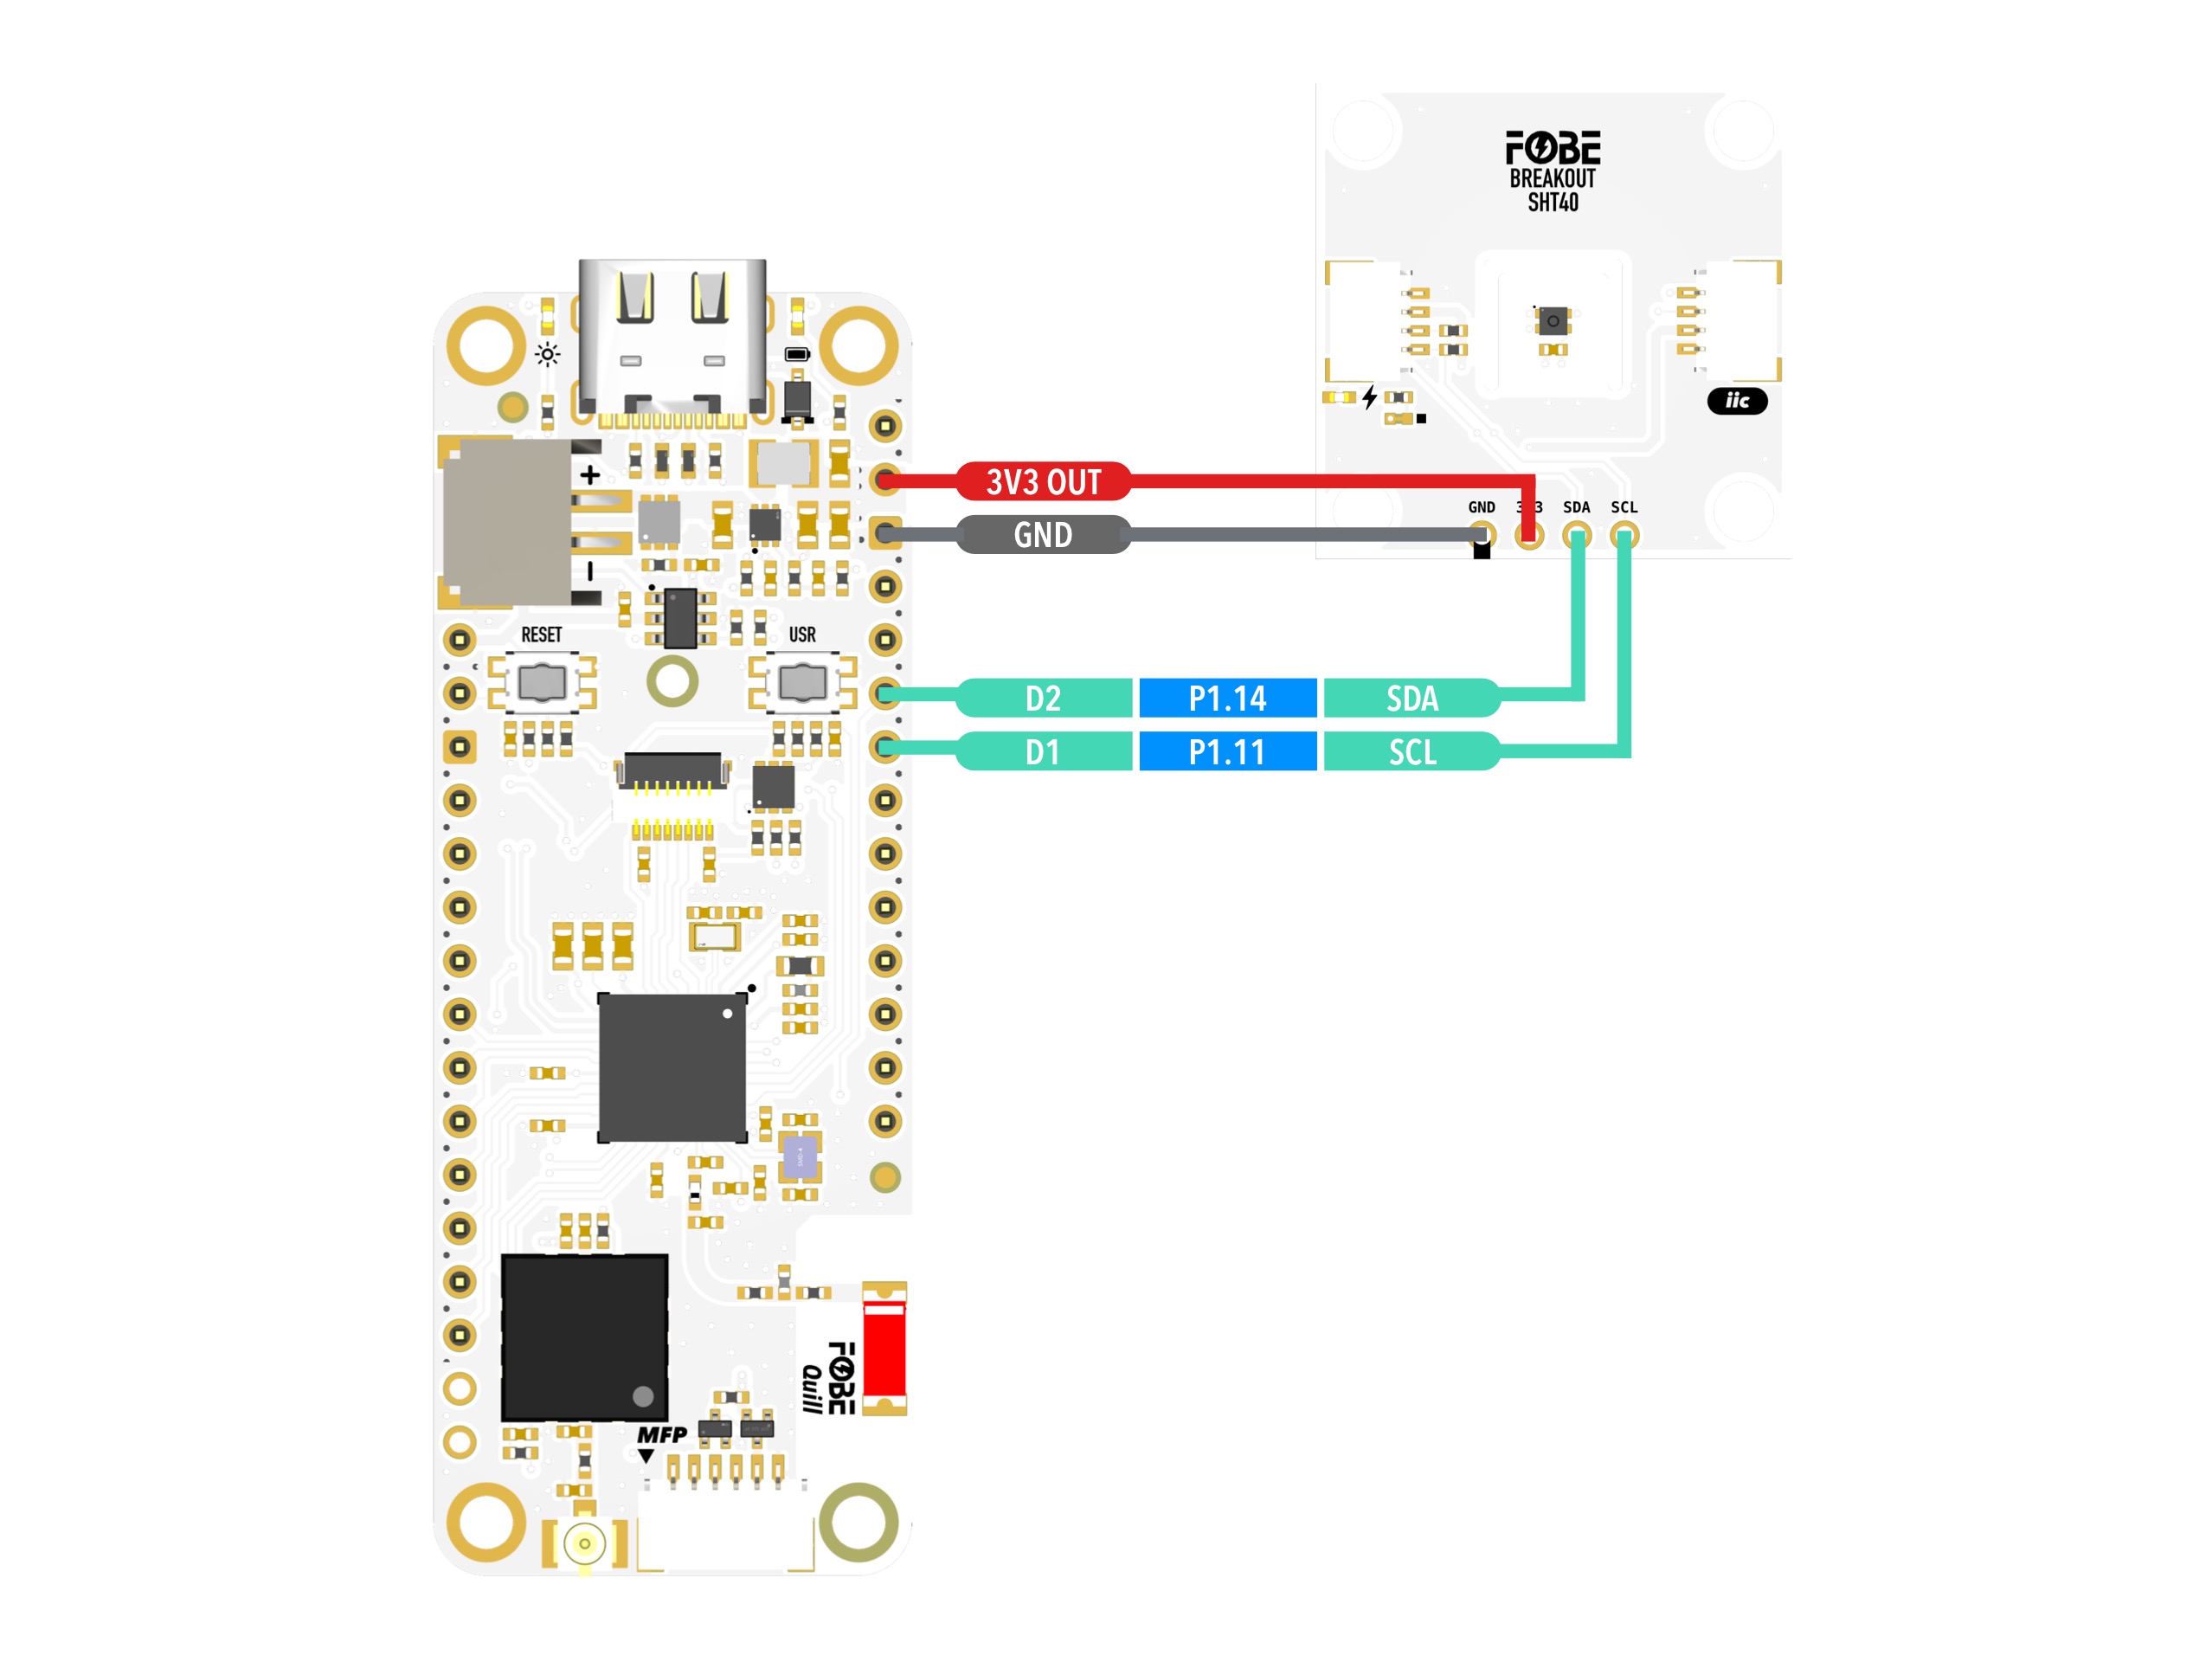 FOBE
BREAKOUT
SHT40
iic
GND 3V3 SDA SCL
3V3 OUT
GND
+
−
RESET
USR
D2 P1.14 SDA
D1 P1.11 SCL
FOBE
Quill
MFP